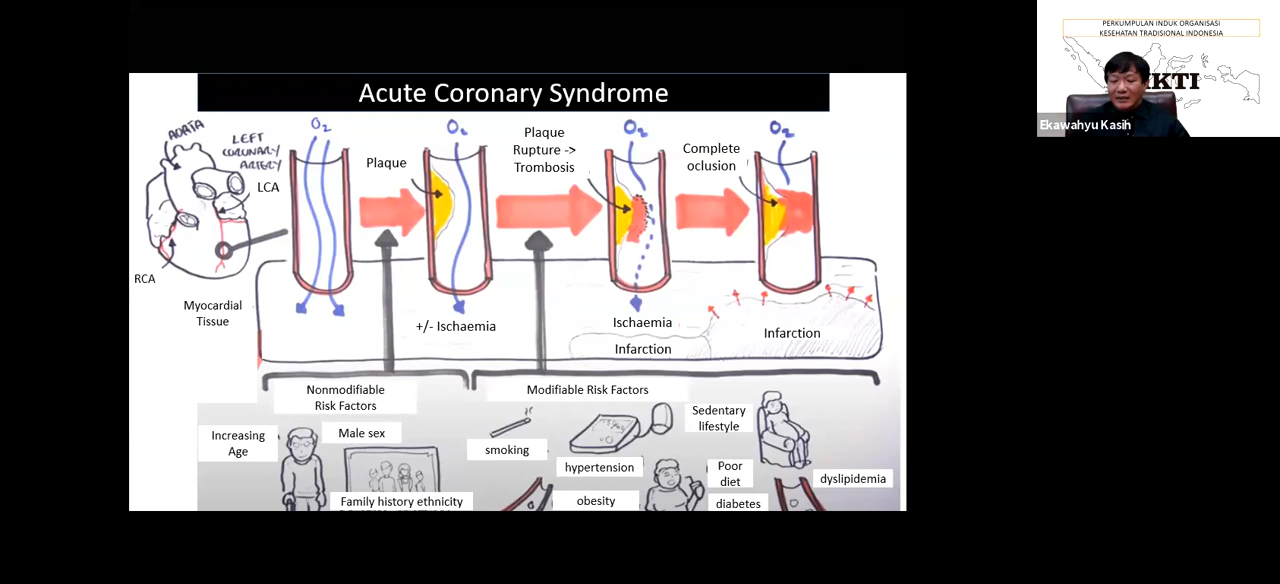 PERKUMPULAN INDUK ORGANISASI
KESEHATAN TRADISIONAL INDONESIA
KTI
Ekawahyu Kasih
Acute Coronary Syndrome
AORTA
LEFT
CORONARY
ARTERY
LCA
RCA
Myocardial
Tissue
O2
Plaque
O2
Plaque
Rupture ->
Trombosis
O2
Complete
oclusion
O2
+/- Ischaemia
Ischaemia
Infarction
Infarction
Nonmodifiable
Risk Factors
Modifiable Risk Factors
Increasing
Age
Male sex
Family history ethnicity
smoking
hypertension
obesity
Sedentary
lifestyle
Poor
diet
diabetes
dyslipidemia